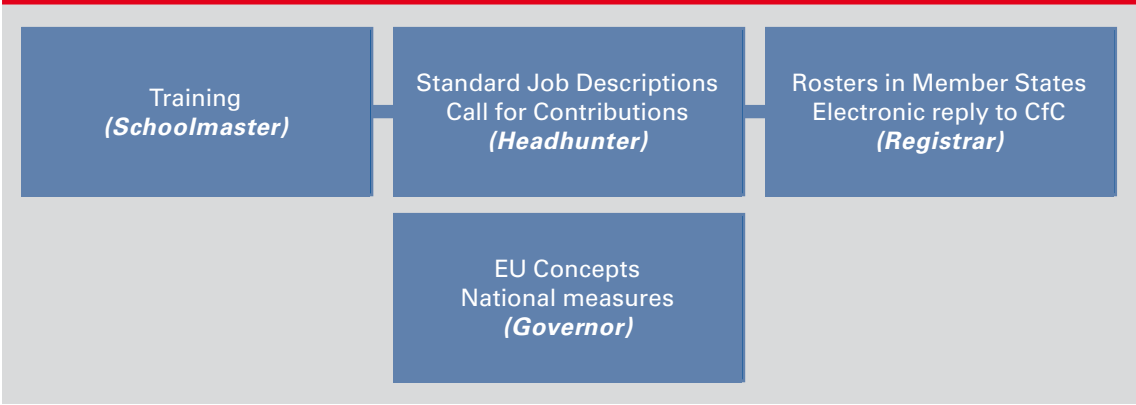 Training
(Schoolmaster)
Standard Job Descriptions
Call for Contributions
(Headhunter)
Rosters in Member States
Electronic reply to CfC
(Registrar)
EU Concepts
National measures
(Governor)